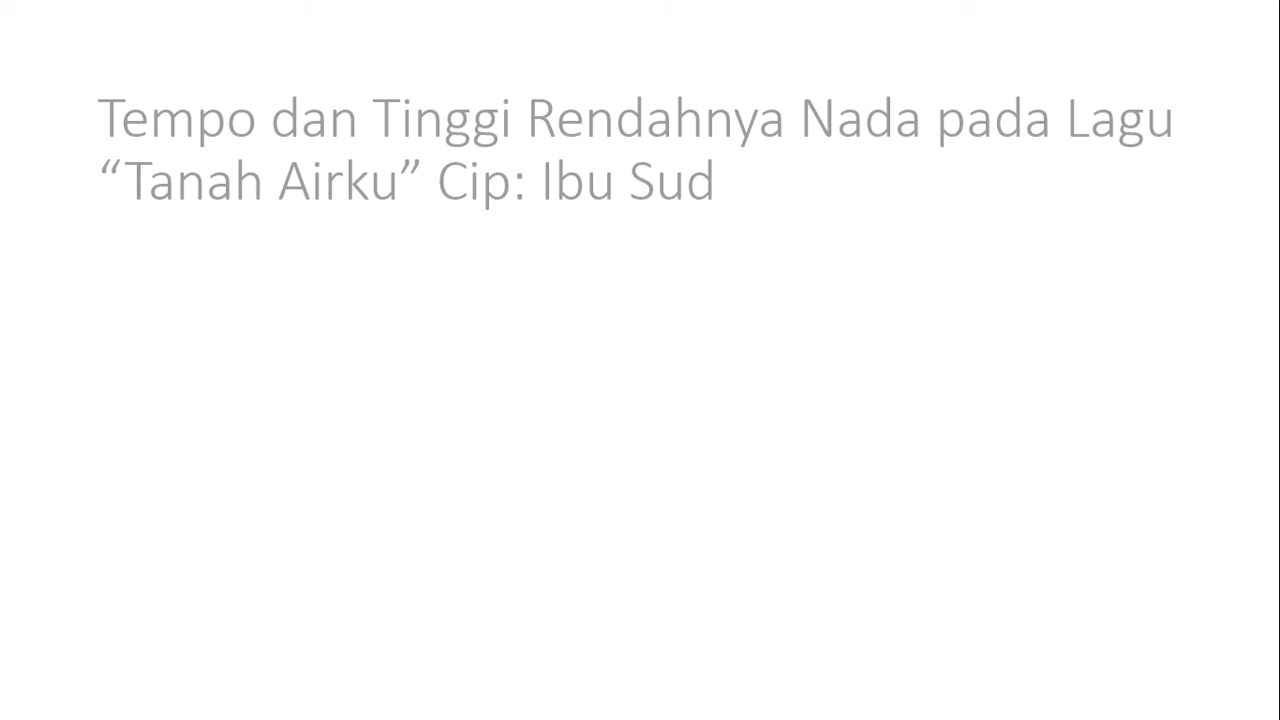 Tempo dan Tinggi Rendahnya Nada pada Lagu
“Tanah Airku” Cip: Ibu Sud